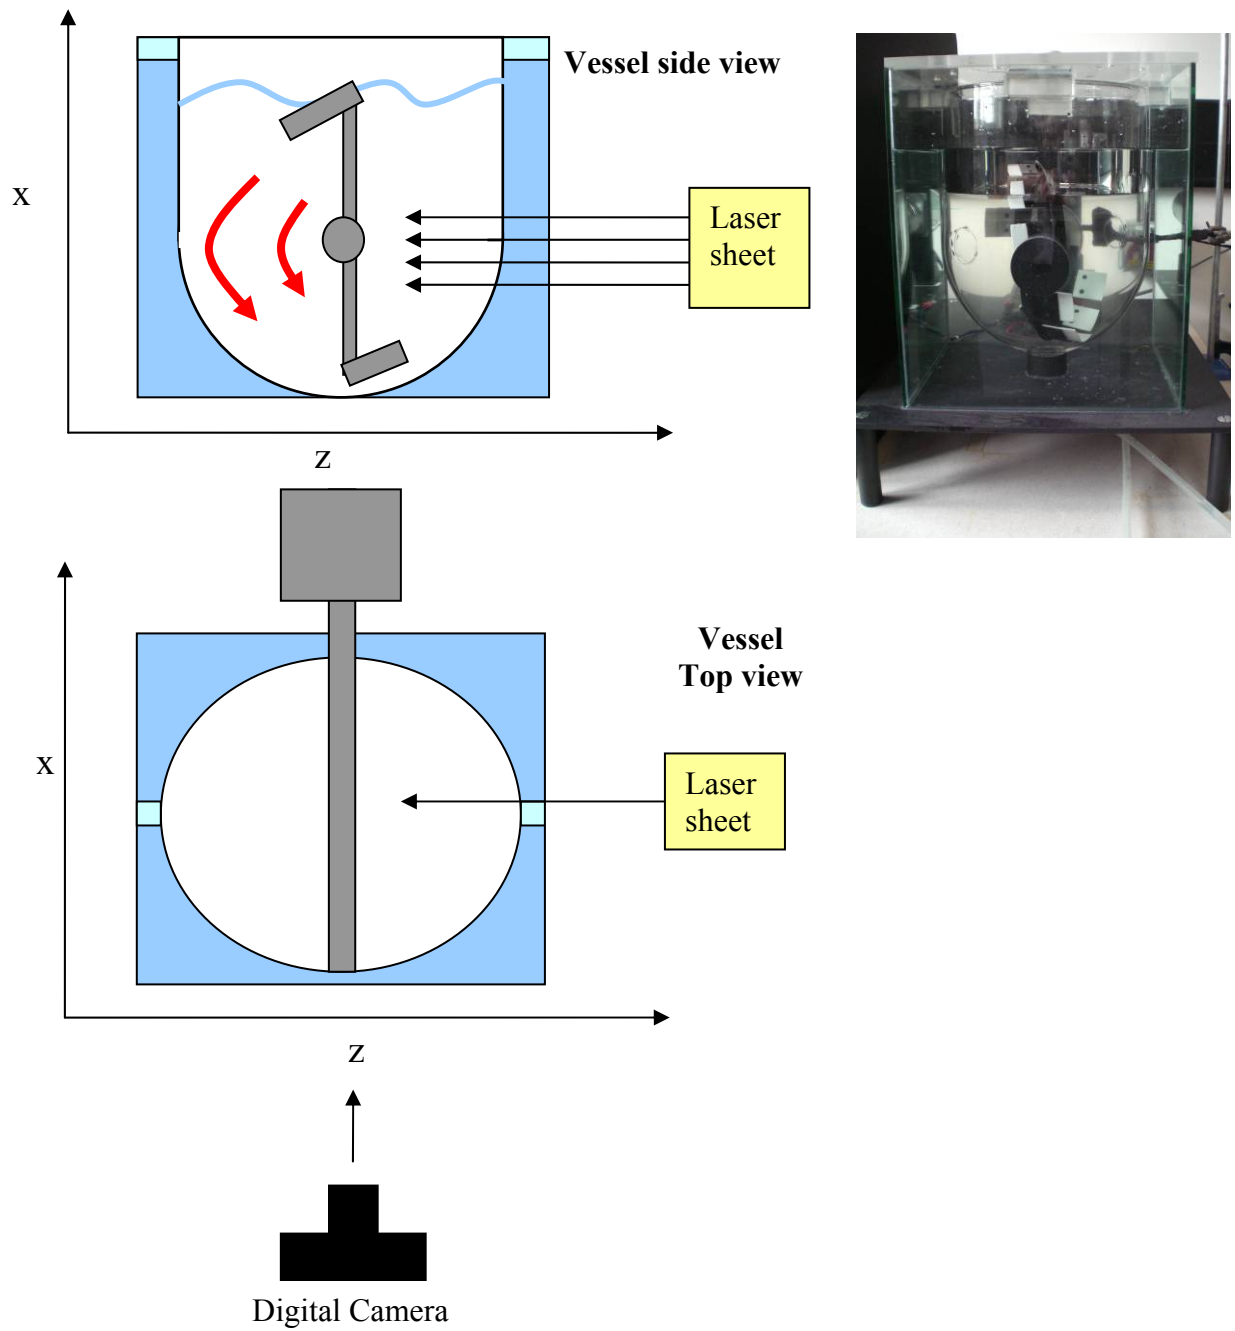 Vessel side view
x
Laser
sheet
z
Vessel
Top view
x
Laser
sheet
z
Digital Camera